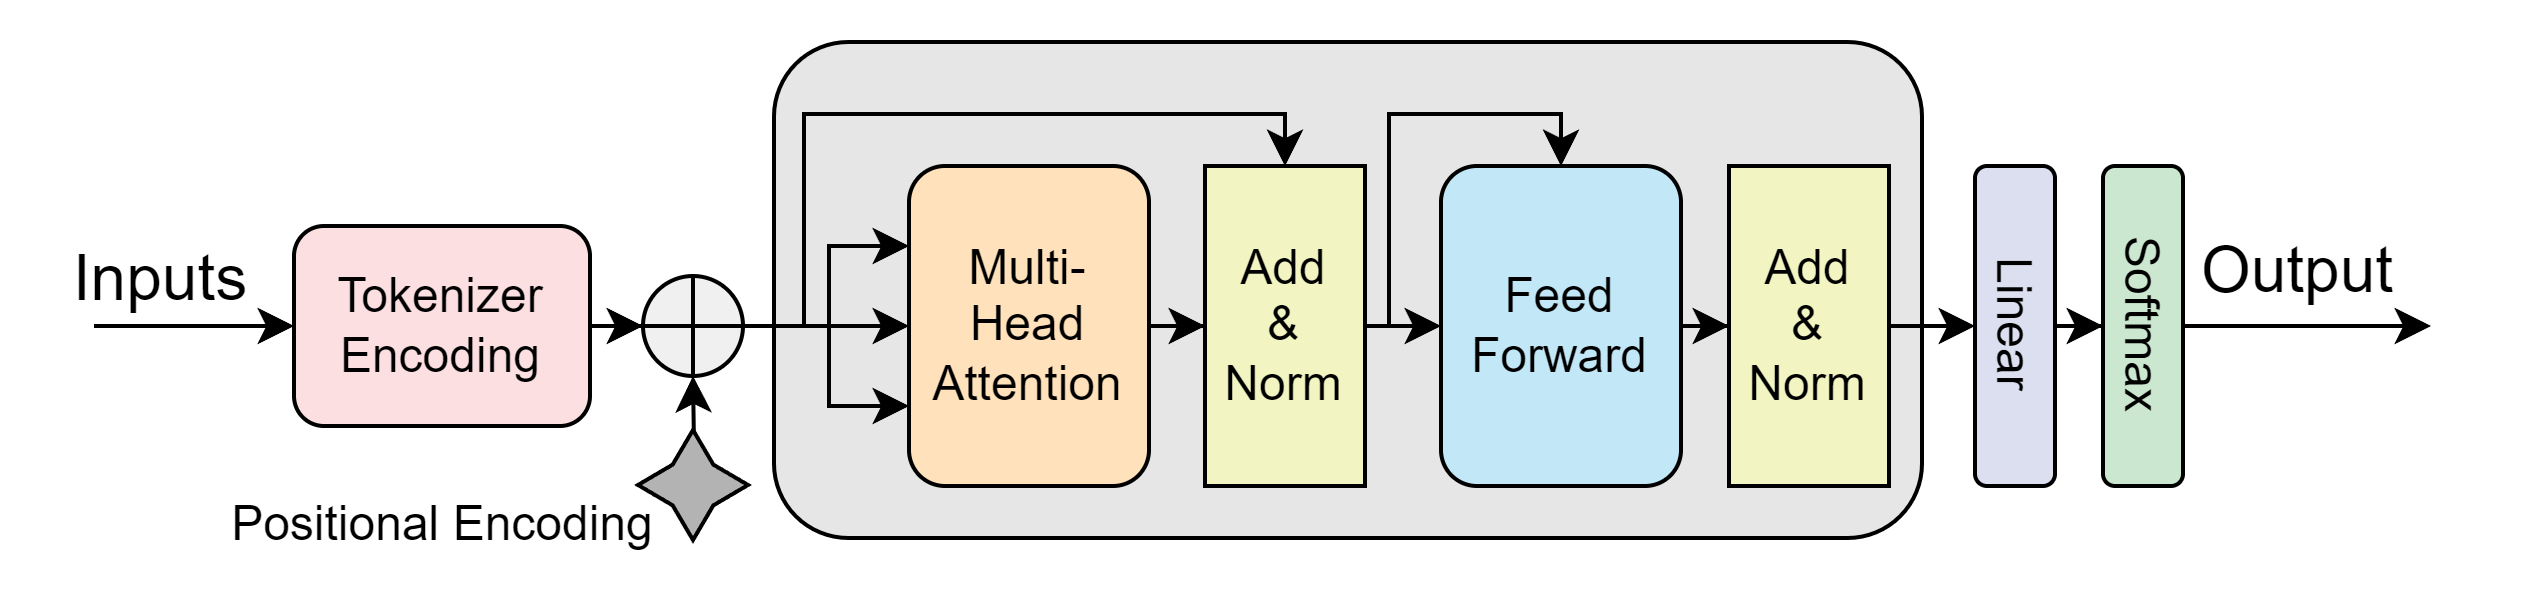 Inputs
Tokenizer
Encoding
Positional Encoding
Multi-
Head
Attention
Add
&
Norm
Feed
Forward
Add
&
Norm
Linear
Softmax
Output